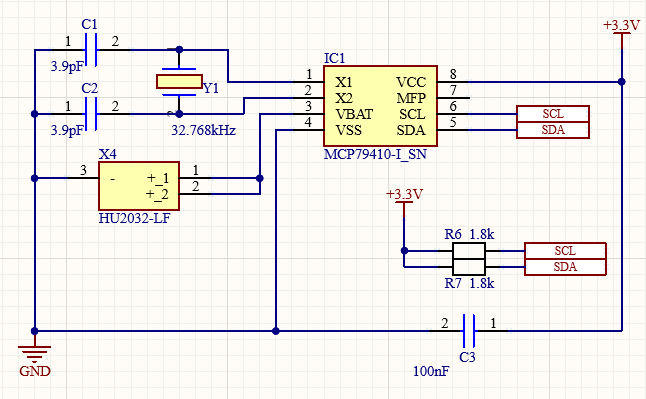 C1
1 2
3.9pF
C2
1 2
3.9pF
Y1
32.768kHz
X4
3 - +_1 1
+_2 2
HU2032-LF
IC1
1 X1 VCC 8
2 X2 MFP 7
3 VBAT SCL 6
4 VSS SDA 5
MCP79410-I_SN
SCL
SDA
+3.3V
+3.3V
R6 1.8k
SCL
SDA
R7 1.8k
2 1
C3
100nF
GND